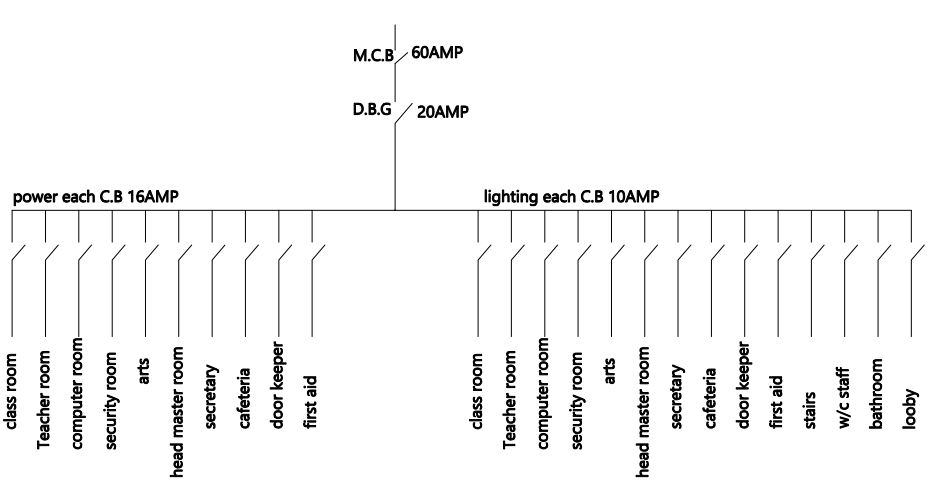 M.C.B 60AMP
D.B.G 20AMP
power each C.B 16AMP
lighting each C.B 10AMP
class room
Teacher room
computer room
security room
arts
head master room
secretary
cafeteria
door keeper
first aid
class room
Teacher room
computer room
security room
arts
head master room
secretary
cafeteria
door keeper
first aid
stairs
w/c staff
bathroom
looby